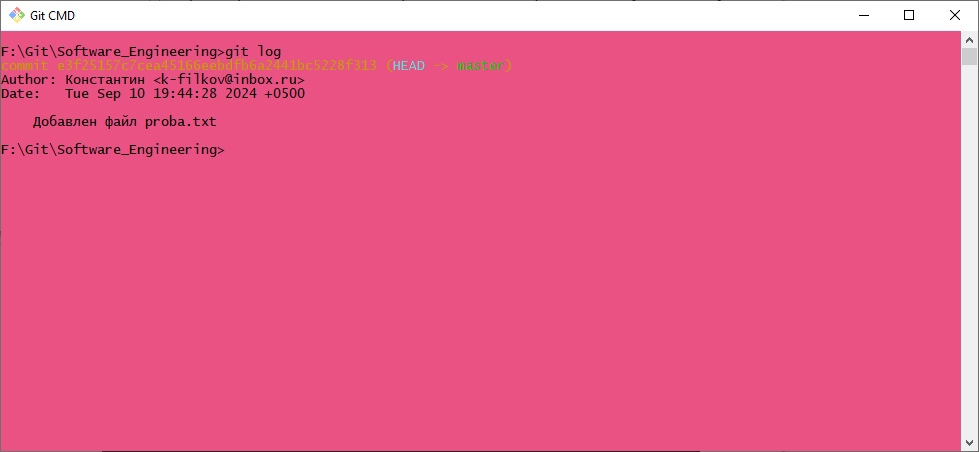 Git CMD
F:\Git\Software_Engineering>git log
commit e3f25157c7cea45166eebdfb6a2441bc5228f313 (HEAD -> master)
Author: Константин <k-filkov@inbox.ru>
Date:   Tue Sep 10 19:44:28 2024 +0500
Добавлен файл proba.txt
F:\Git\Software_Engineering>